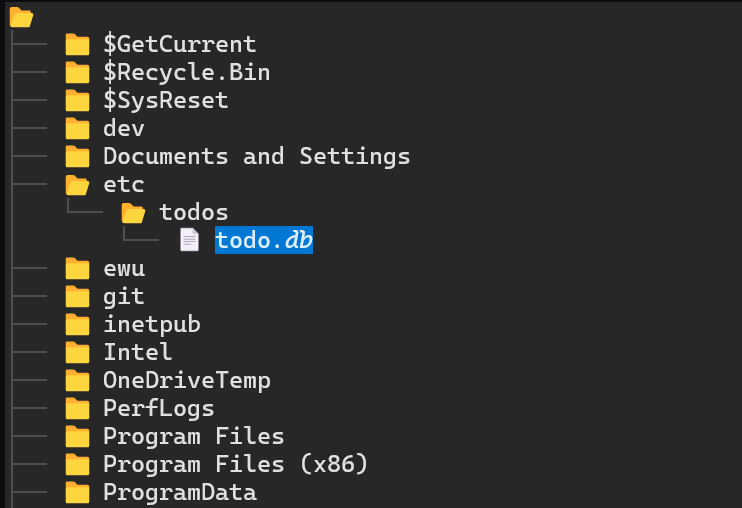 $GetCurrent
$Recycle.Bin
$SysReset
dev
Documents and Settings
etc
todos
todo.db
ewu
git
inetpub
Intel
OneDriveTemp
PerfLogs
Program Files
Program Files (x86)
ProgramData